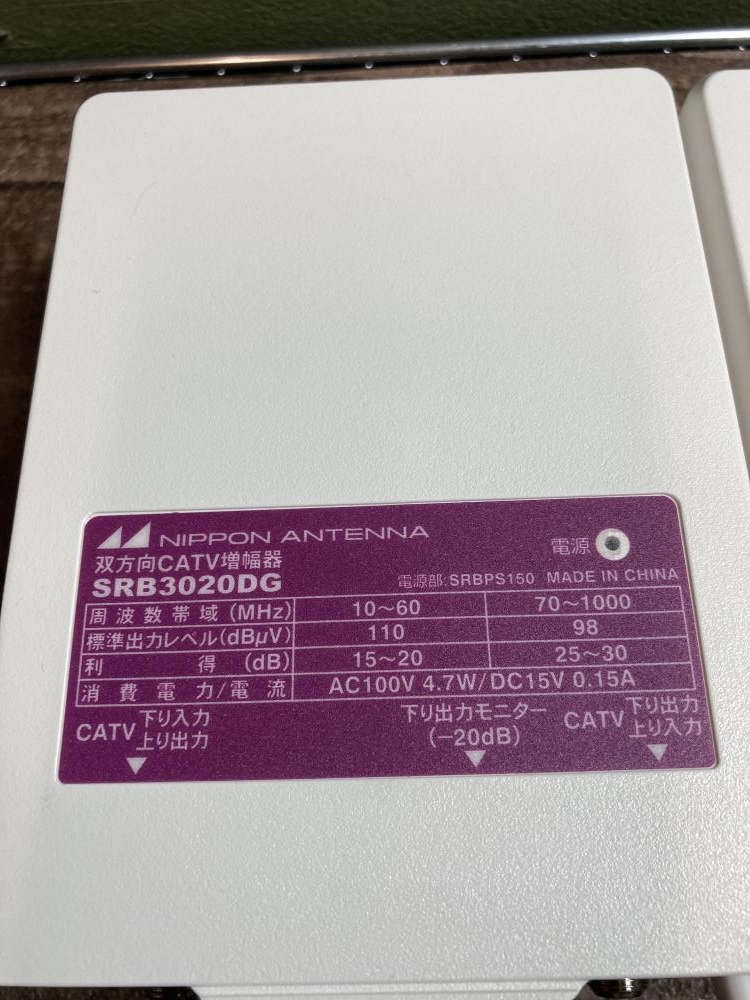 NIPPON ANTENNA
双方向CATV増幅器
SRB3020DG
電源
電源部:SRBPS150 MADE IN CHINA
周波数帯域(MHz) 10～60 70～1000
標準出力レベル(dBμV) 110 98
利得(dB) 15～20 25～30
消費電力/電流 AC100V 4.7W/DC15V 0.15A
CATV 下り入力
上り出力
下り出力モニター
(−20dB)
CATV 下り出力
上り入力